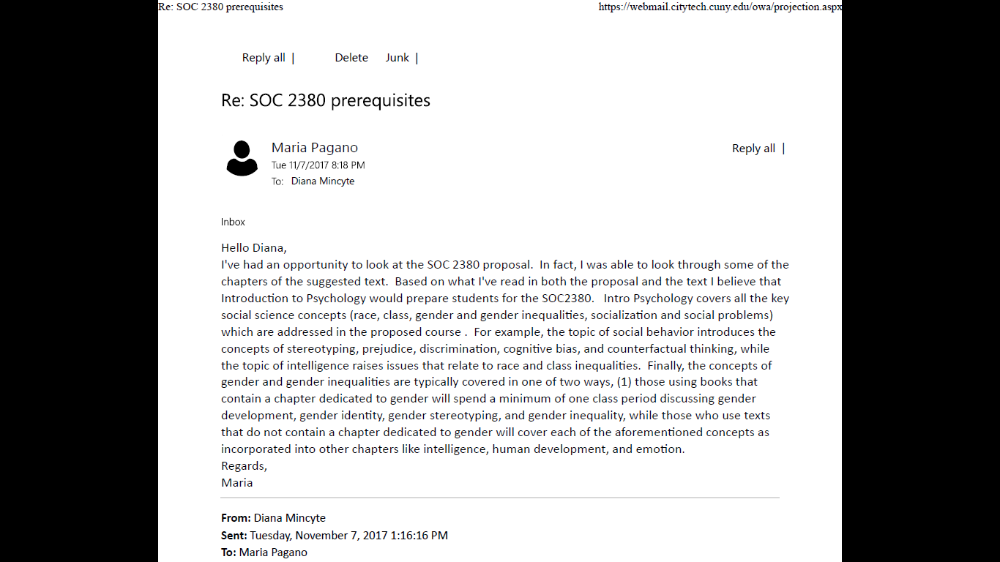 Re: SOC 2380 prerequisites https://webmail.citytech.cuny.edu/owa/projection.aspx
Reply all | Delete Junk |
Re: SOC 2380 prerequisites
Maria Pagano Reply all |
Tue 11/7/2017 8:18 PM
To: Diana Mincyte
Inbox
Hello Diana,
I've had an opportunity to look at the SOC 2380 proposal.  In fact, I was able to look through some of the
chapters of the suggested text.  Based on what I've read in both the proposal and the text I believe that
Introduction to Psychology would prepare students for the SOC2380.   Intro Psychology covers all the key
social science concepts (race, class, gender and gender inequalities, socialization and social problems)
which are addressed in the proposed course .  For example, the topic of social behavior introduces the
concepts of stereotyping, prejudice, discrimination, cognitive bias, and counterfactual thinking, while
the topic of intelligence raises issues that relate to race and class inequalities.  Finally, the concepts of
gender and gender inequalities are typically covered in one of two ways, (1) those using books that
contain a chapter dedicated to gender will spend a minimum of one class period discussing gender
development, gender identity, gender stereotyping, and gender inequality, while those who use texts
that do not contain a chapter dedicated to gender will cover each of the aforementioned concepts as
incorporated into other chapters like intelligence, human development, and emotion.
Regards,
Maria
From: Diana Mincyte
Sent: Tuesday, November 7, 2017 1:16:16 PM
To: Maria Pagano